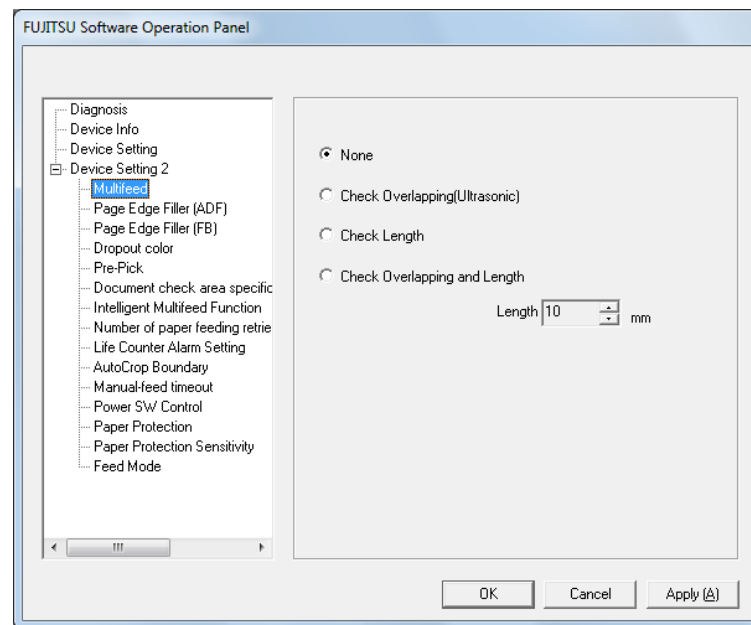 FUJITSU Software Operation Panel
Diagnosis
Device Info
Device Setting
Device Setting 2
Multifeed
Page Edge Filler (ADF)
Page Edge Filler (FB)
Dropout color
Pre-Pick
Document check area specific
Intelligent Multifeed Function
Number of paper feeding retrie
Life Counter Alarm Setting
AutoCrop Boundary
Manual-feed timeout
Power SW Control
Paper Protection
Paper Protection Sensitivity
Feed Mode
None
Check Overlapping(Ultrasonic)
Check Length
Check Overlapping and Length
Length 10 mm
OK Cancel Apply (A)